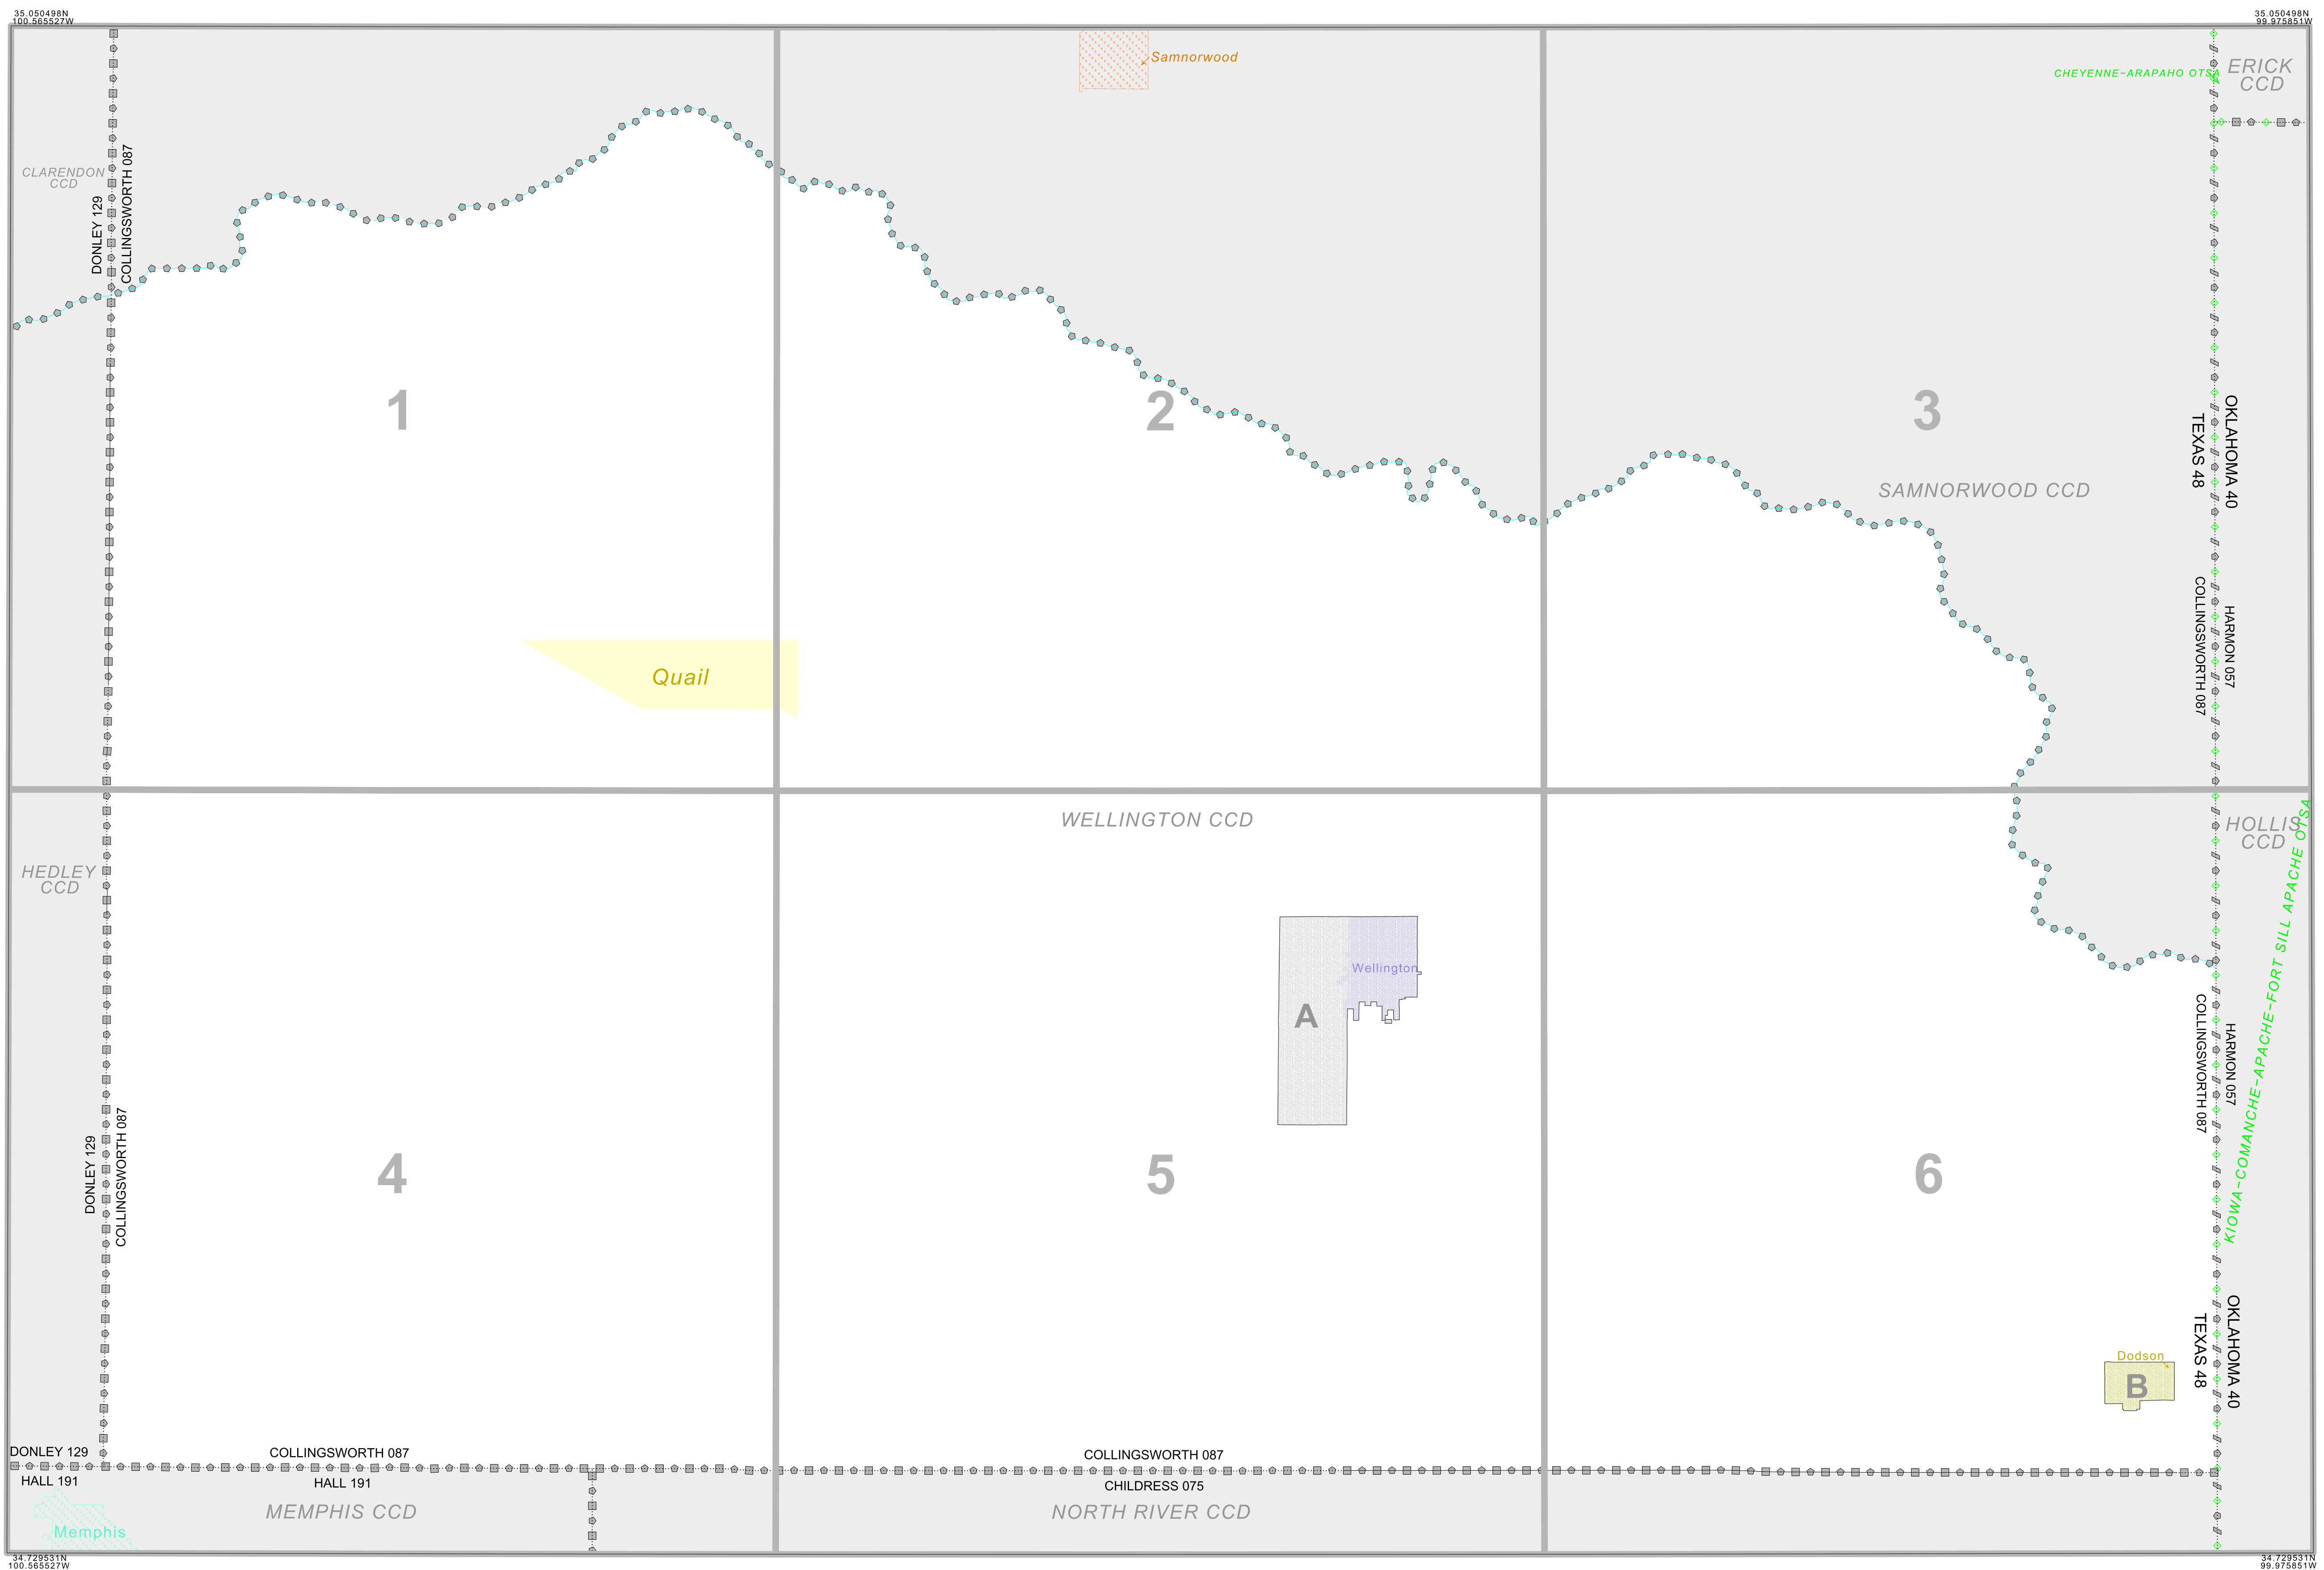 35.050498N
100.565527W
35.050498N
99.975851W
Samnorwood
CHEYENNE-ARAPAHO OTSA
ERICK
CCD
CLARENDON
CCD
DONLEY 129
COLLINGSWORTH 087
1
2
3
OKLAHOMA 40
TEXAS 48
SAMNORWOOD CCD
HARMON 057
COLLINGSWORTH 087
Quail
WELLINGTON CCD
HOLLIS
CCD
HEDLEY
CCD
KIOWA-COMANCHE-APACHE-FORT SILL APACHE OTSA
Wellington
A
HARMON 057
COLLINGSWORTH 087
DONLEY 129
COLLINGSWORTH 087
4
5
6
OKLAHOMA 40
TEXAS 48
Dodson
B
DONLEY 129
COLLINGSWORTH 087
COLLINGSWORTH 087
HALL 191
HALL 191
CHILDRESS 075
MEMPHIS CCD
NORTH RIVER CCD
Memphis
34.729531N
100.565527W
34.729531N
99.975851W